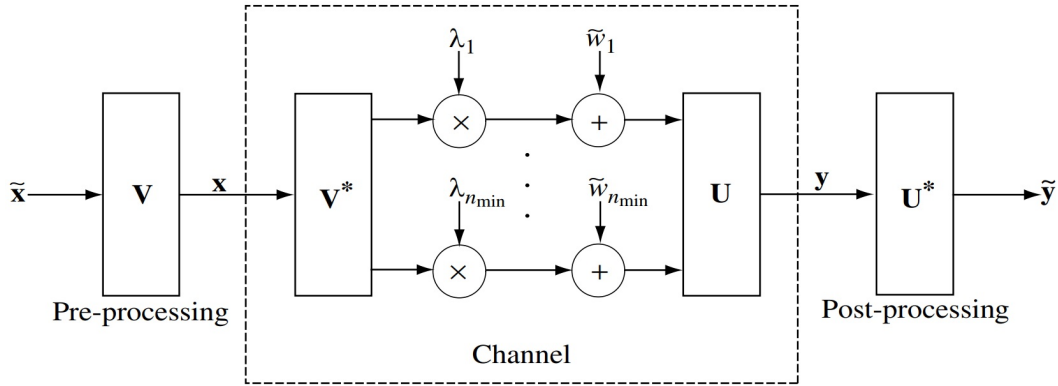 λ₁ w̃₁
× +
x̃ V x V* λₙₘᵢₙ w̃ₙₘᵢₙ U y U* ỹ
× +
Pre-processing Post-processing
Channel